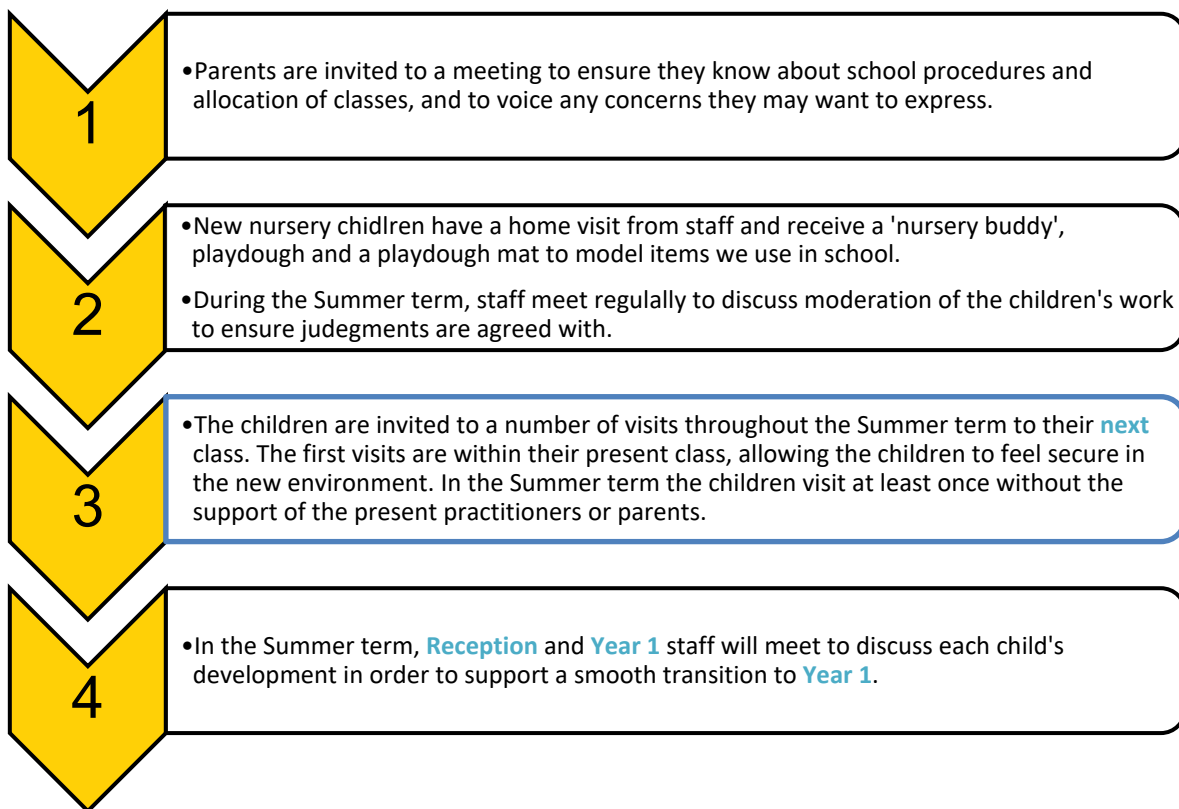 1
•Parents are invited to a meeting to ensure they know about school procedures and
allocation of classes, and to voice any concerns they may want to express.
2
•New nursery chidlren have a home visit from staff and receive a 'nursery buddy',
playdough and a playdough mat to model items we use in school.
•During the Summer term, staff meet regulally to discuss moderation of the children's work
to ensure judegments are agreed with.
3
•The children are invited to a number of visits throughout the Summer term to their next
class. The first visits are within their present class, allowing the children to feel secure in
the new environment. In the Summer term the children visit at least once without the
support of the present practitioners or parents.
4
•In the Summer term, Reception and Year 1 staff will meet to discuss each child's
development in order to support a smooth transition to Year 1.